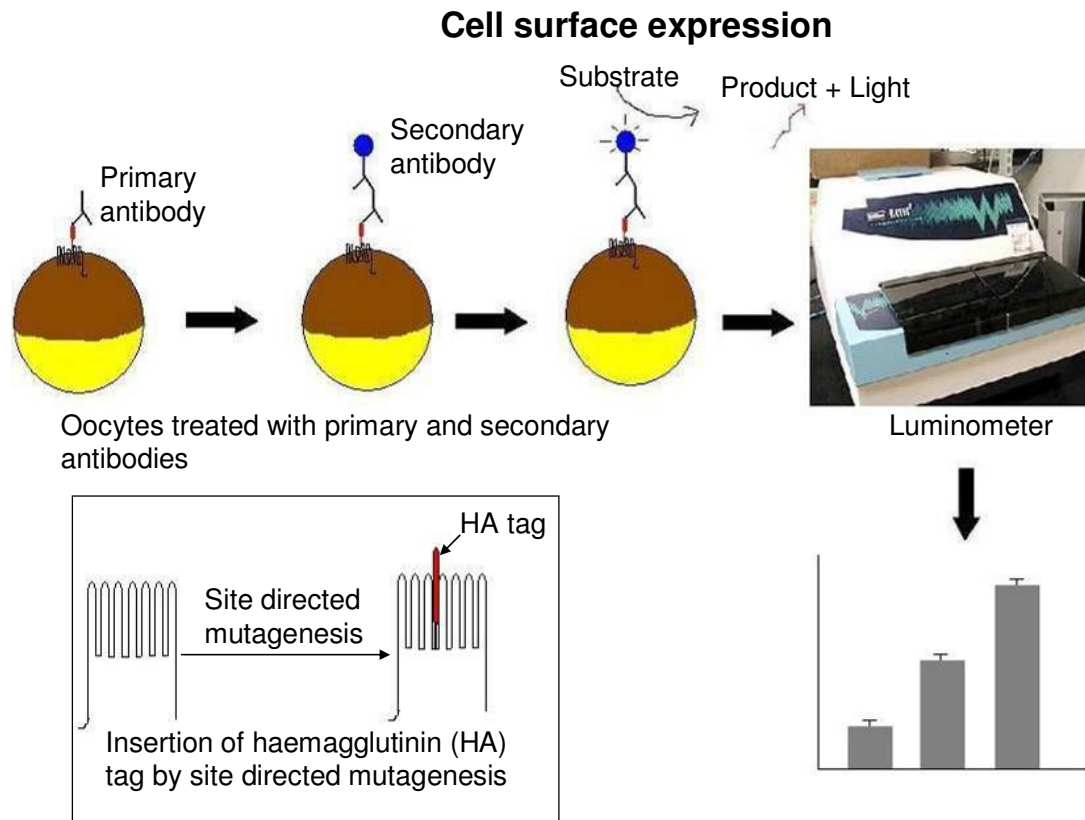 Cell surface expression
Substrate
Product + Light
Secondary
antibody
Primary
antibody
Oocytes treated with primary and secondary
antibodies
Luminometer
HA tag
Site directed
mutagenesis
Insertion of haemagglutinin (HA)
tag by site directed mutagenesis